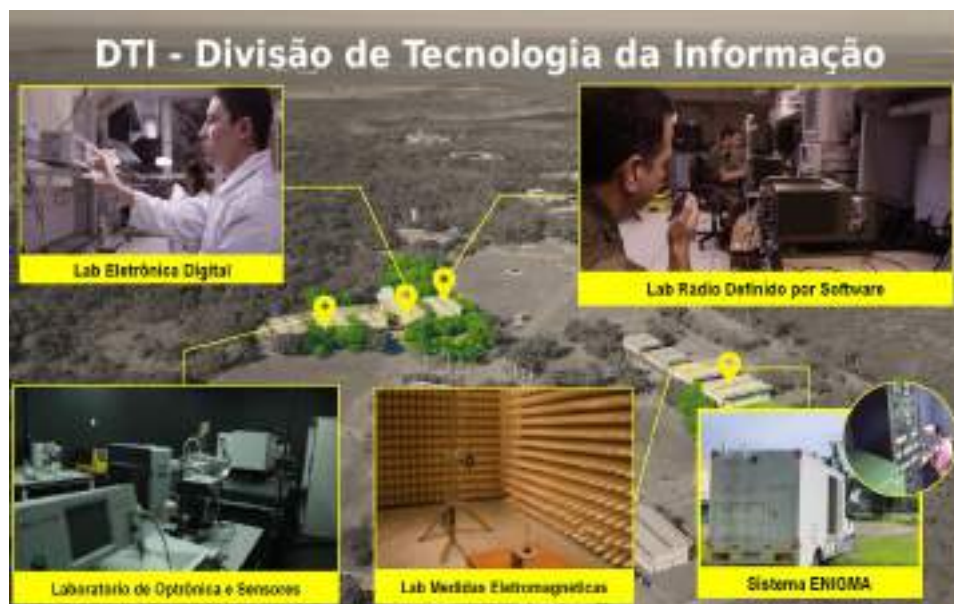 DTI - Divisão de Tecnologia da Informação
Lab Eletrônica Digital
Lab Rádio Definido por Software
Laboratório de Optrônica e Sensores
Lab Medidas Eletromagnéticas
Sistema ENIGMA